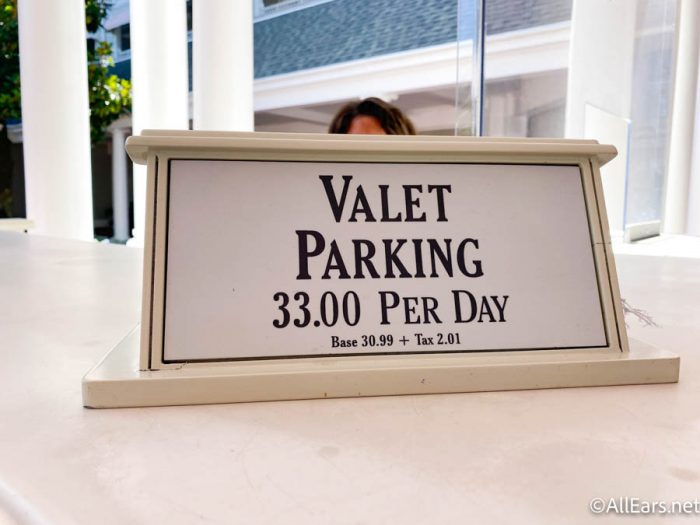 VALET
PARKING
33.00 PER DAY
Base 30.99 + Tax 2.01
©AllEars.net